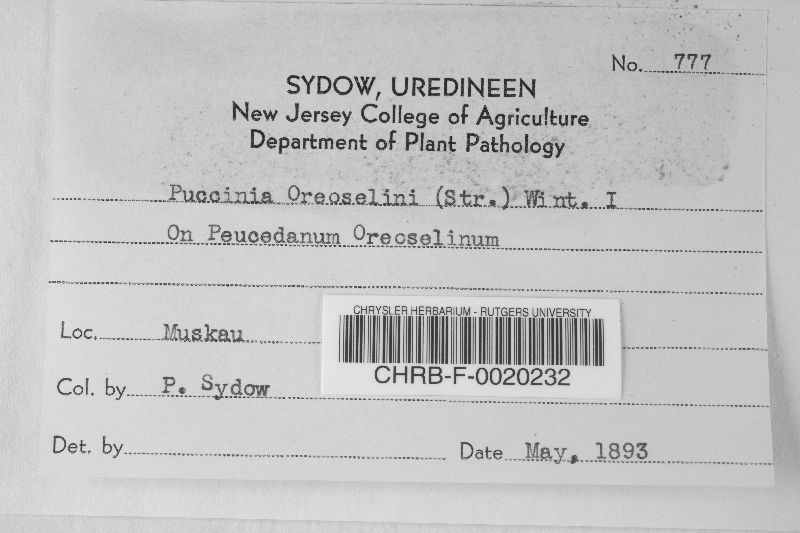 No. 777
SYDOW, UREDINEEN
New Jersey College of Agriculture
Department of Plant Pathology
Puccinia Oreoselini (Str.) Wint. I
On Peucedanum Oreoselinum
Loc. Muskau
CHRYSLER HERBARIUM - RUTGERS UNIVERSITY
CHRB-F-0020232
Col. by P. Sydow
Det. by
Date May, 1893